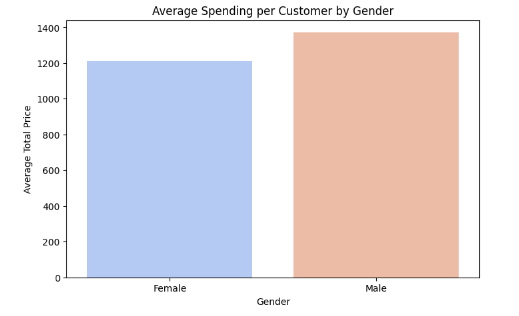 Average Spending per Customer by Gender
1400
1200
1000
800
600
400
200
0
Average Total Price
Female
Male
Gender